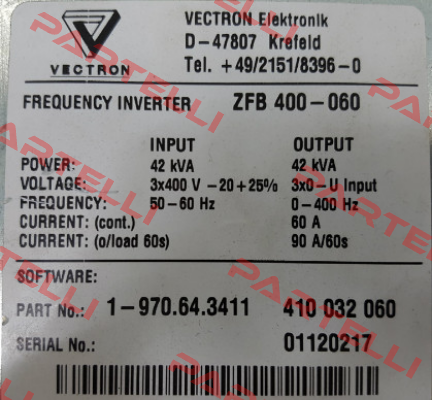 VECTRON
VECTRON Elektronik
D-47807 Krefeld
Tel. +49/2151/8396-0
FREQUENCY INVERTER ZFB 400-060
INPUT OUTPUT
POWER: 42 kVA 42 kVA
VOLTAGE: 3x400 V -20+25% 3x0-U Input
FREQUENCY: 50-60 Hz 0-400 Hz
CURRENT: (cont.) 60 A
CURRENT: (o/load 60s) 90 A/60s
SOFTWARE:
PART No.: 1-970.64.3411 410 032 060
SERIAL No.: 01120217
PARTELLI